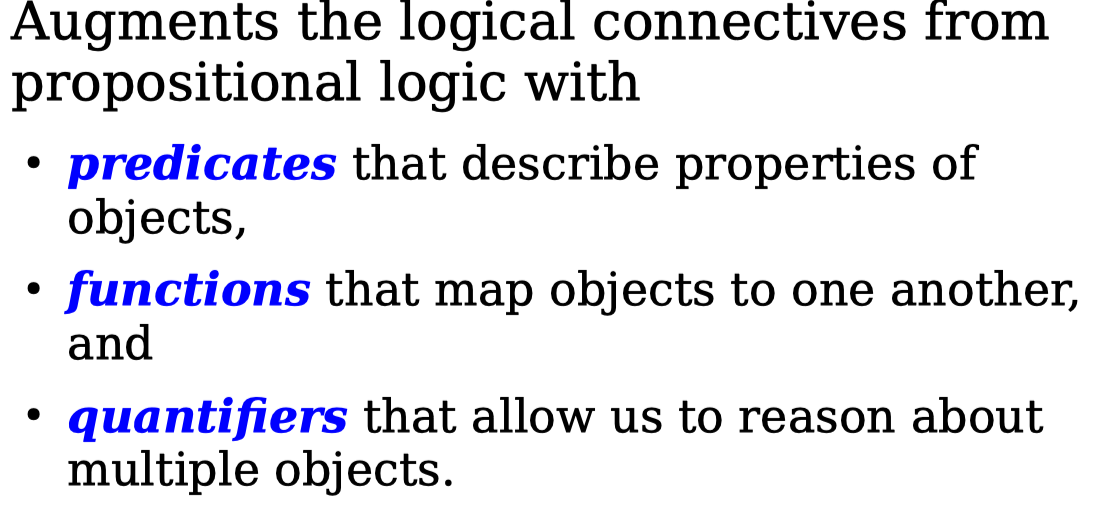 Augments the logical connectives from
propositional logic with
• predicates that describe properties of
objects,
• functions that map objects to one another,
and
• quantifiers that allow us to reason about
multiple objects.